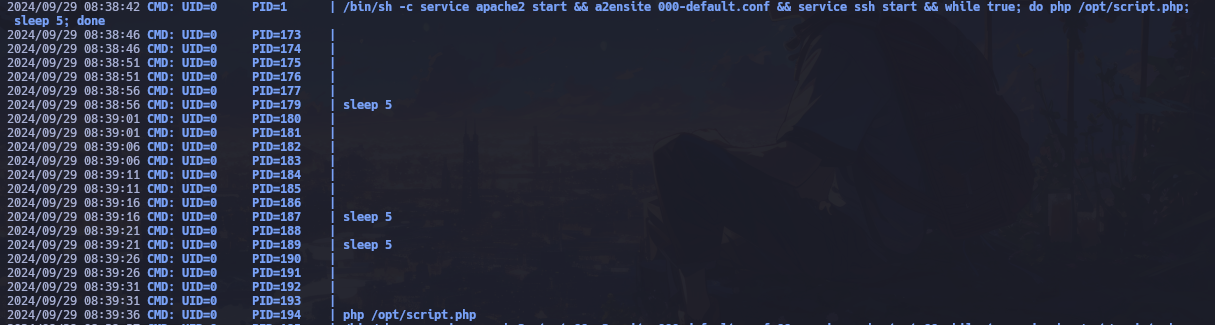 2024/09/29 08:38:42 CMD: UID=0 PID=1 | /bin/sh -c service apache2 start && a2ensite 000-default.conf && service ssh start && while true; do php /opt/script.php;
sleep 5; done
2024/09/29 08:38:46 CMD: UID=0 PID=173 |
2024/09/29 08:38:46 CMD: UID=0 PID=174 |
2024/09/29 08:38:51 CMD: UID=0 PID=175 |
2024/09/29 08:38:51 CMD: UID=0 PID=176 |
2024/09/29 08:38:56 CMD: UID=0 PID=177 |
2024/09/29 08:38:56 CMD: UID=0 PID=179 | sleep 5
2024/09/29 08:39:01 CMD: UID=0 PID=180 |
2024/09/29 08:39:01 CMD: UID=0 PID=181 |
2024/09/29 08:39:06 CMD: UID=0 PID=182 |
2024/09/29 08:39:06 CMD: UID=0 PID=183 |
2024/09/29 08:39:11 CMD: UID=0 PID=184 |
2024/09/29 08:39:11 CMD: UID=0 PID=185 |
2024/09/29 08:39:16 CMD: UID=0 PID=186 |
2024/09/29 08:39:16 CMD: UID=0 PID=187 | sleep 5
2024/09/29 08:39:21 CMD: UID=0 PID=188 |
2024/09/29 08:39:21 CMD: UID=0 PID=189 | sleep 5
2024/09/29 08:39:26 CMD: UID=0 PID=190 |
2024/09/29 08:39:26 CMD: UID=0 PID=191 |
2024/09/29 08:39:31 CMD: UID=0 PID=192 |
2024/09/29 08:39:31 CMD: UID=0 PID=193 |
2024/09/29 08:39:36 CMD: UID=0 PID=194 | php /opt/script.php